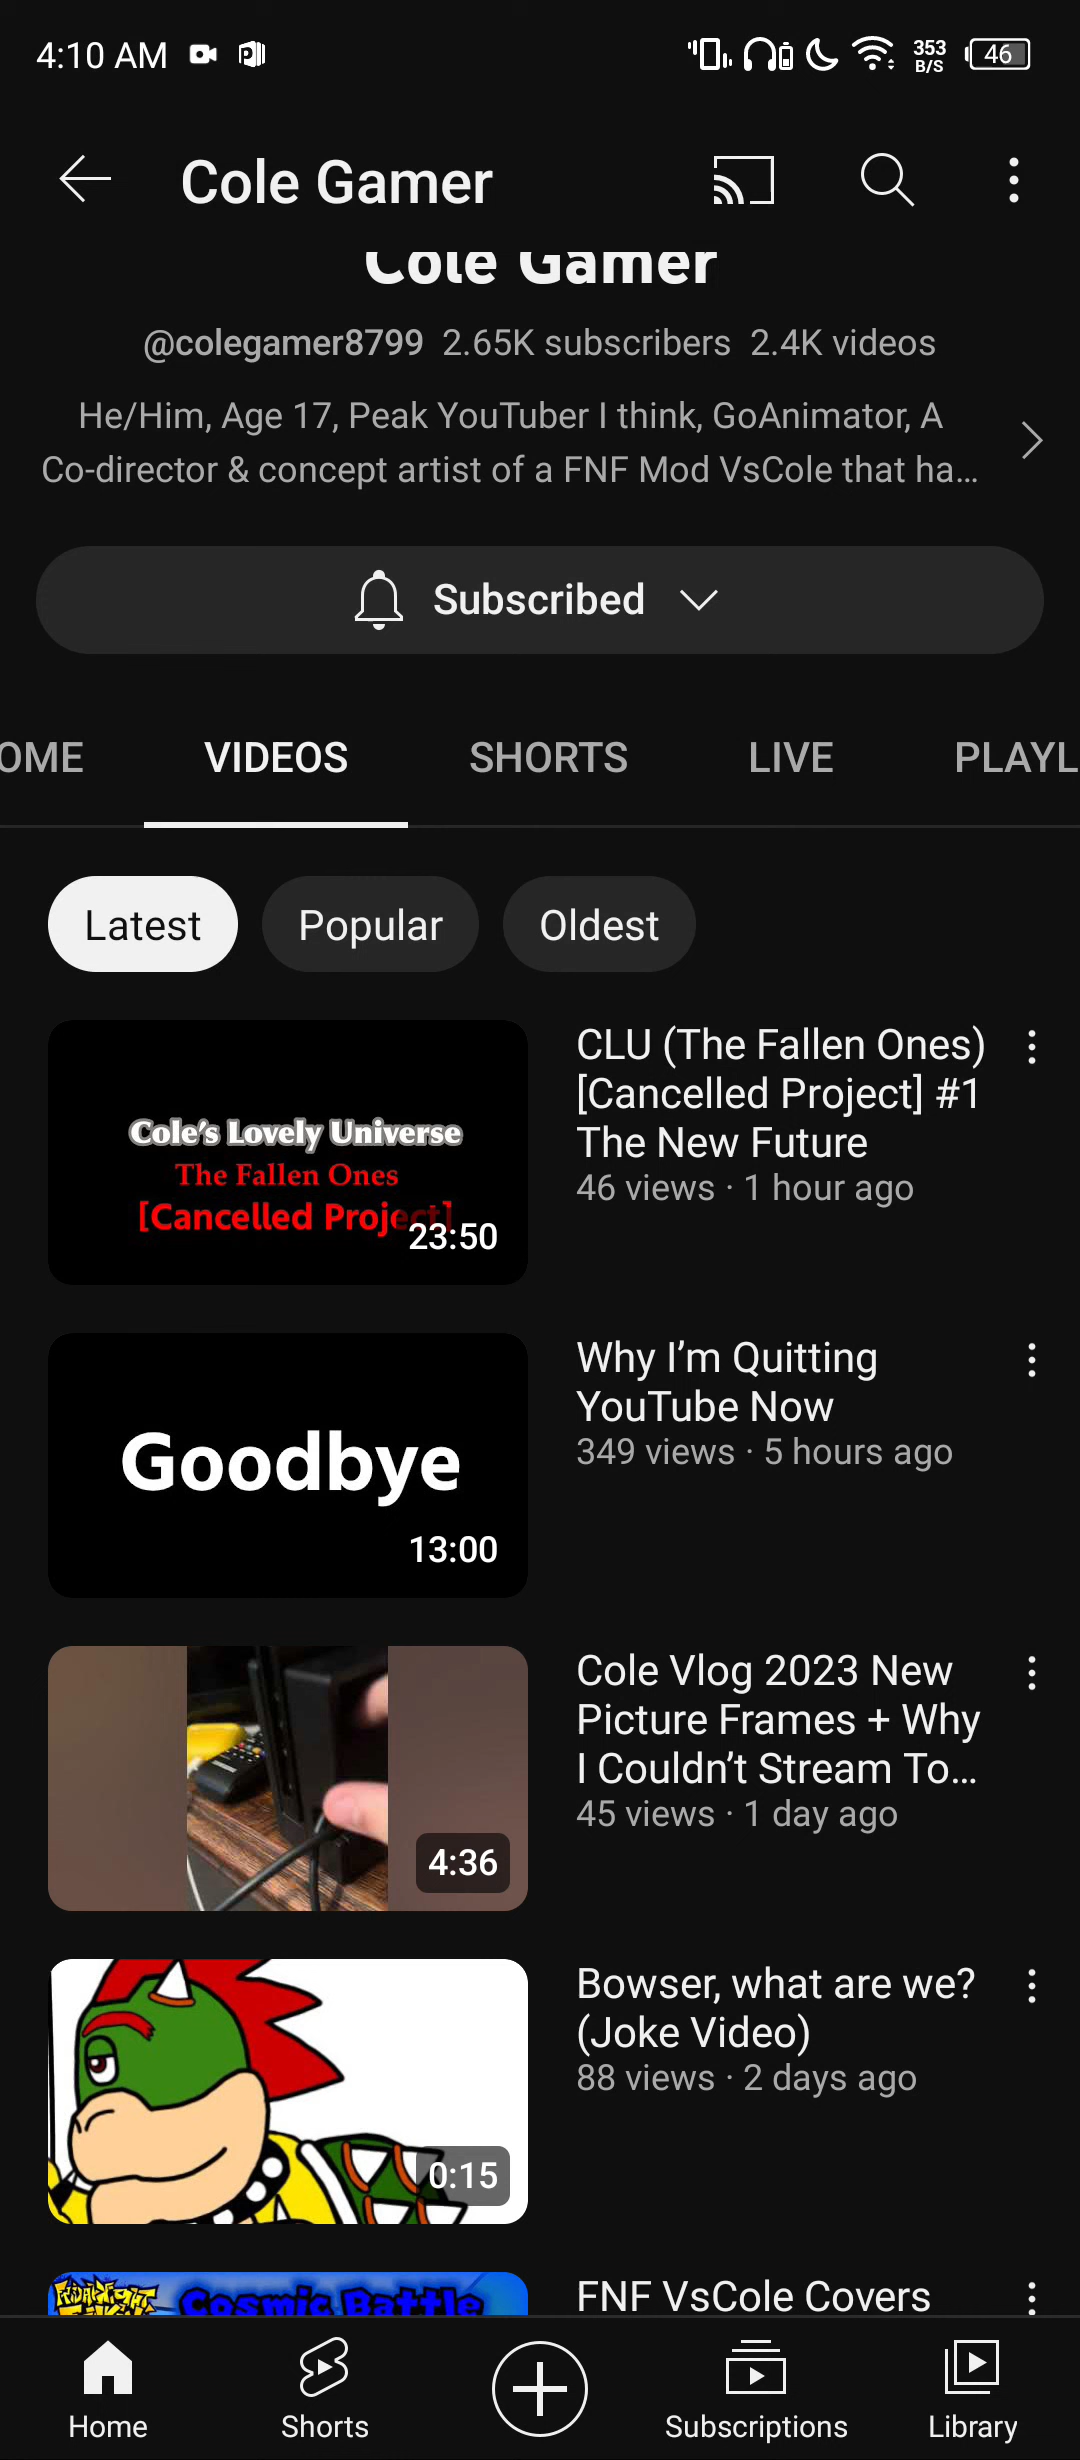 4:10 AM
353
B/S
46
Cole Gamer
Cole Gamer
@colegamer8799 2.65K subscribers 2.4K videos
He/Him, Age 17, Peak YouTuber I think, GoAnimator, A
Co-director & concept artist of a FNF Mod VsCole that ha...
Subscribed
OME VIDEOS SHORTS LIVE PLAYL
Latest Popular Oldest
Cole's Lovely Universe
The Fallen Ones
[Cancelled Project]
23:50
CLU (The Fallen Ones)
[Cancelled Project] #1
The New Future
46 views · 1 hour ago
Goodbye
13:00
Why I'm Quitting
YouTube Now
349 views · 5 hours ago
4:36
Cole Vlog 2023 New
Picture Frames + Why
I Couldn't Stream To...
45 views · 1 day ago
0:15
Bowser, what are we?
(Joke Video)
88 views · 2 days ago
Cosmic Battle
FNF VsCole Covers
Home Shorts Subscriptions Library